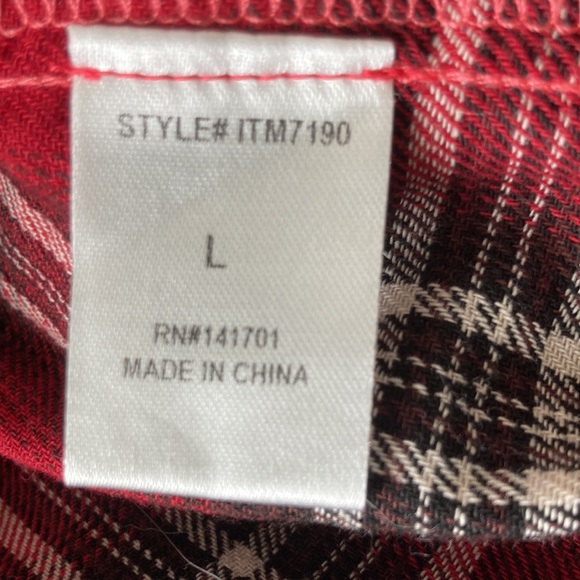 STYLE# ITM7190
L
RN#141701
MADE IN CHINA